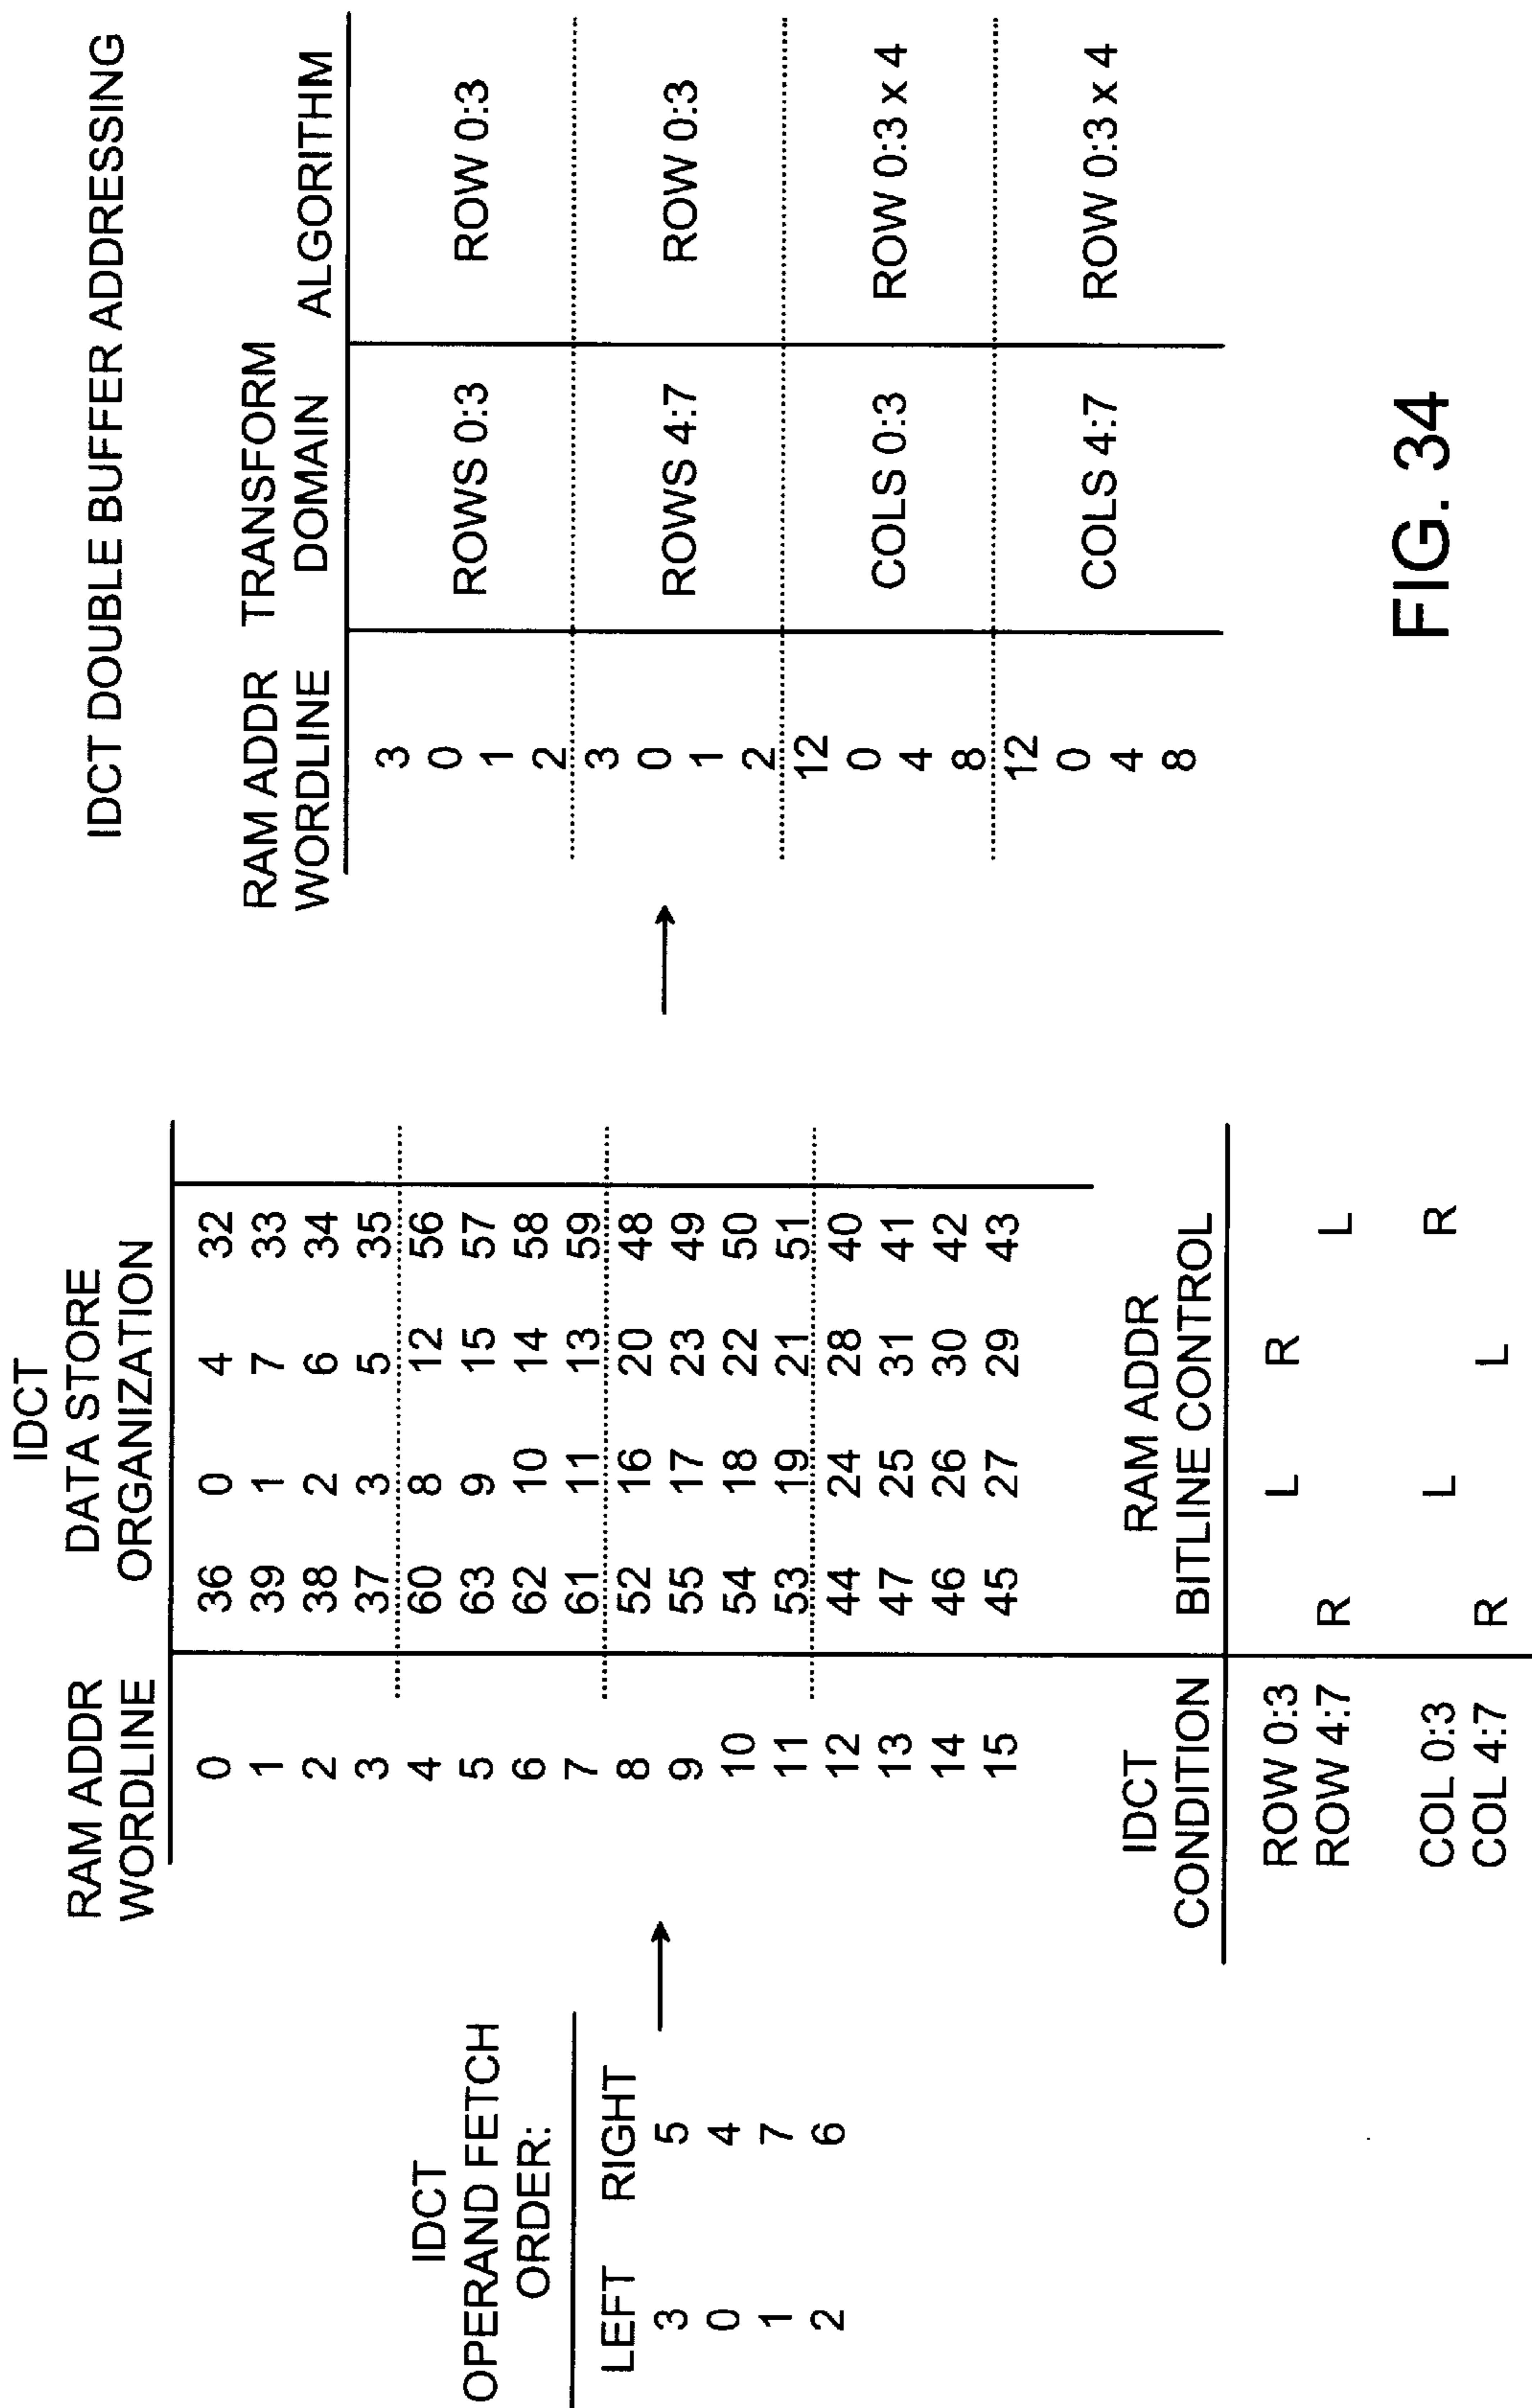 IDCT DOUBLE BUFFER ADDRESSING
IDCT
OPERAND FETCH
ORDER:
LEFT RIGHT
3 5
0 4
1 7
2 6
IDCT
RAM ADDR DATA STORE
WORDLINE ORGANIZATION
0 36 0 4 32
1 39 1 7 33
2 38 2 6 34
3 37 3 5 35
4 60 8 12 56
5 63 9 15 57
6 62 10 14 58
7 61 11 13 59
8 52 16 20 48
9 55 17 23 49
10 54 18 22 50
11 53 19 21 51
12 44 24 28 40
13 47 25 31 41
14 46 26 30 42
15 45 27 29 43
IDCT RAM ADDR
CONDITION BITLINE CONTROL
ROW 0:3 L R
ROW 4:7 R L
COL 0:3 L R
COL 4:7 R L
RAM ADDR TRANSFORM
WORDLINE DOMAIN ALGORITHM
3
0 ROWS 0:3 ROW 0:3
1
2
3
0 ROWS 4:7 ROW 0:3
1
2
12
0 COLS 0:3 ROW 0:3 x 4
4
8
12
0 COLS 4:7 ROW 0:3 x 4
4
8
FIG. 34